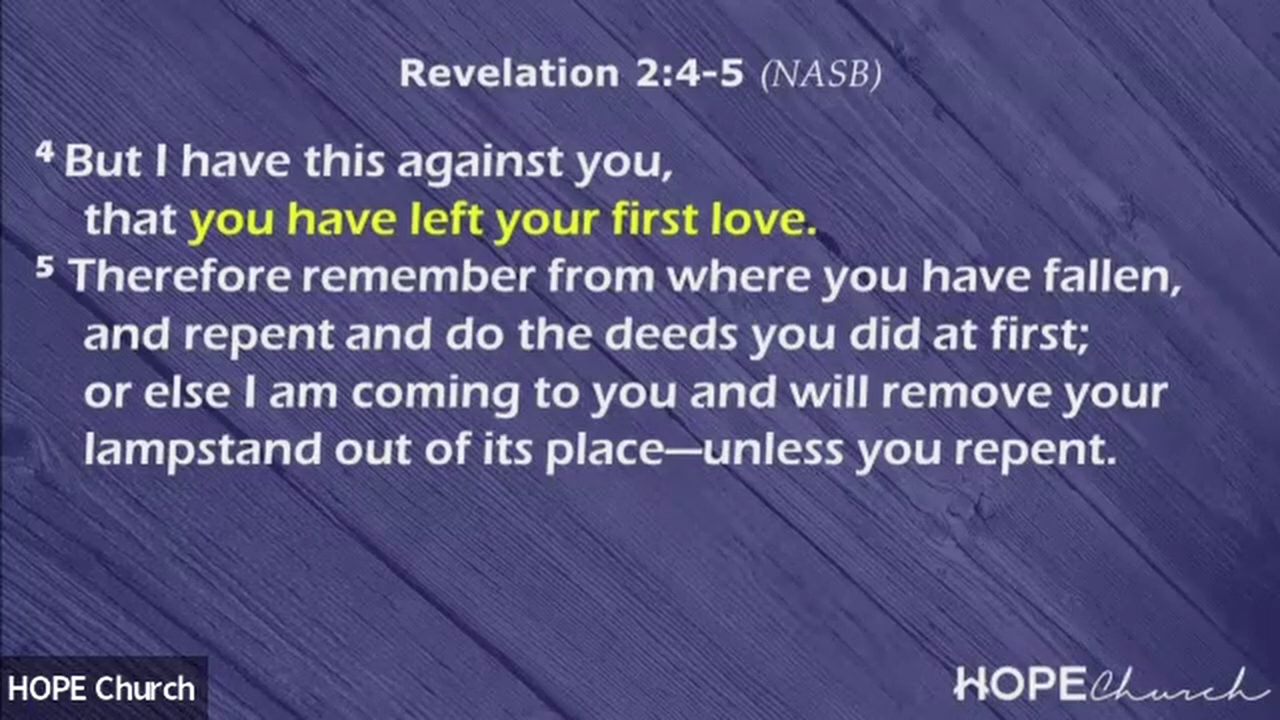 Revelation 2:4-5 (NASB)
⁴ But I have this against you,
that you have left your first love.
⁵ Therefore remember from where you have fallen,
and repent and do the deeds you did at first;
or else I am coming to you and will remove your
lampstand out of its place—unless you repent.
HOPE Church
HOPE Church